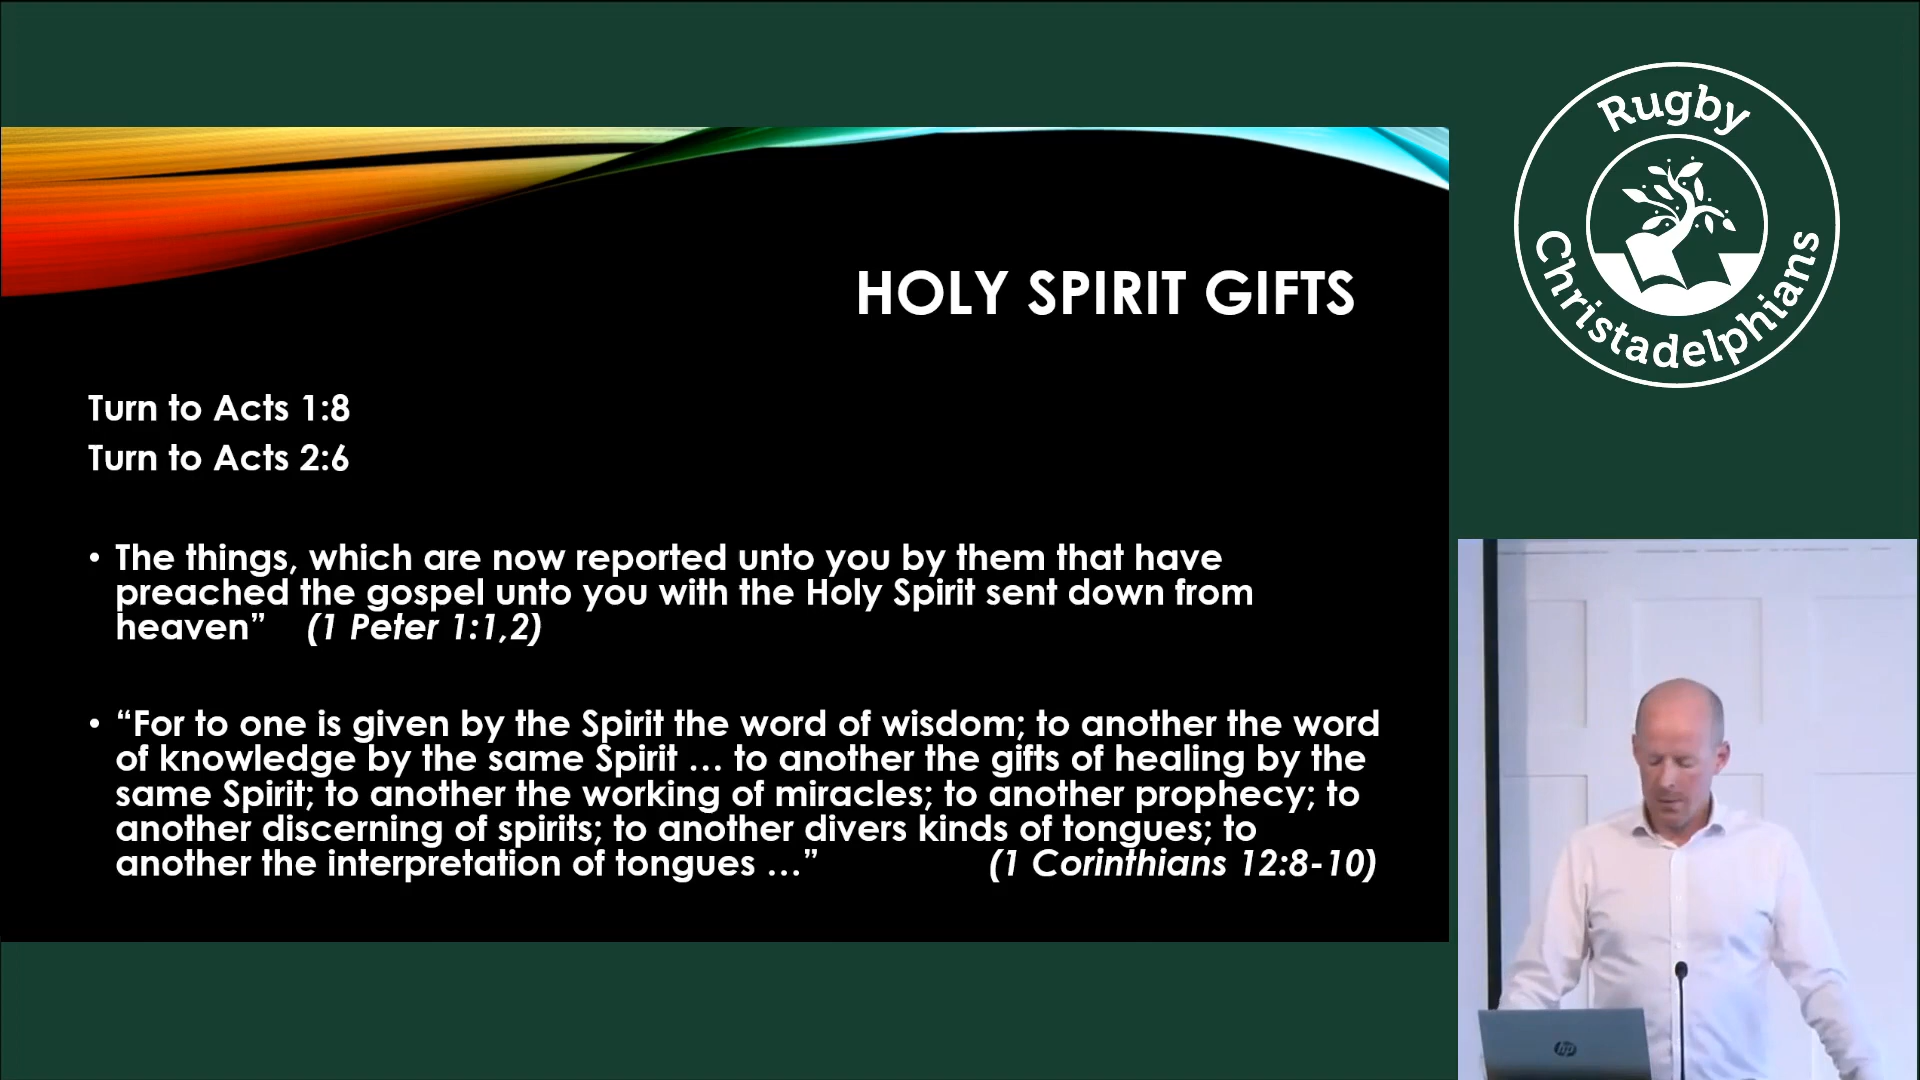 HOLY SPIRIT GIFTS
Turn to Acts 1:8
Turn to Acts 2:6
• The things, which are now reported unto you by them that have
preached the gospel unto you with the Holy Spirit sent down from
heaven” (1 Peter 1:1,2)
• “For to one is given by the Spirit the word of wisdom; to another the word
of knowledge by the same Spirit … to another the gifts of healing by the
same Spirit; to another the working of miracles; to another prophecy; to
another discerning of spirits; to another divers kinds of tongues; to
another the interpretation of tongues …” (1 Corinthians 12:8-10)
Rugby
Christadelphians
hp